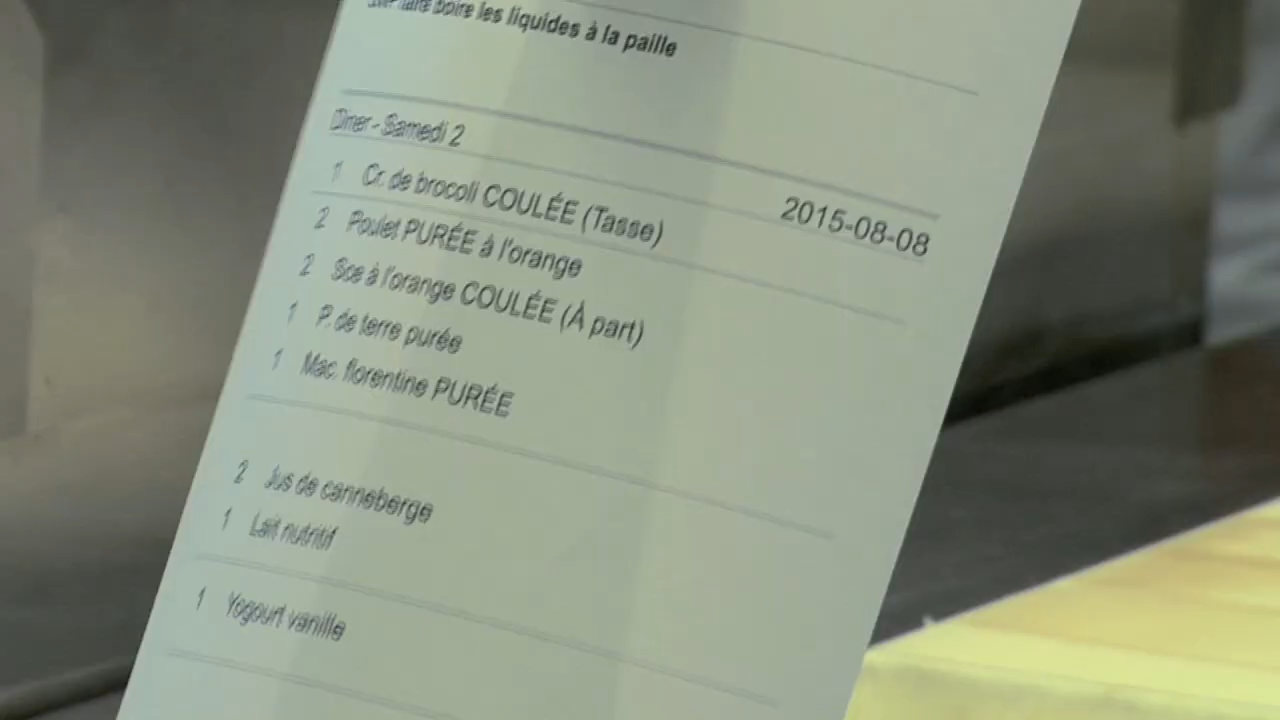 faire boire les liquides à la paille
Dîner - Samedi 2 2015-08-08
1 Cr. de brocoli COULÉE (Tasse)
2 Poulet PURÉE à l'orange
2 Sce à l'orange COULÉE (À part)
1 P. de terre purée
1 Mac. florentine PURÉE
2 Jus de canneberge
1 Lait nutritif
1 Yogourt vanille